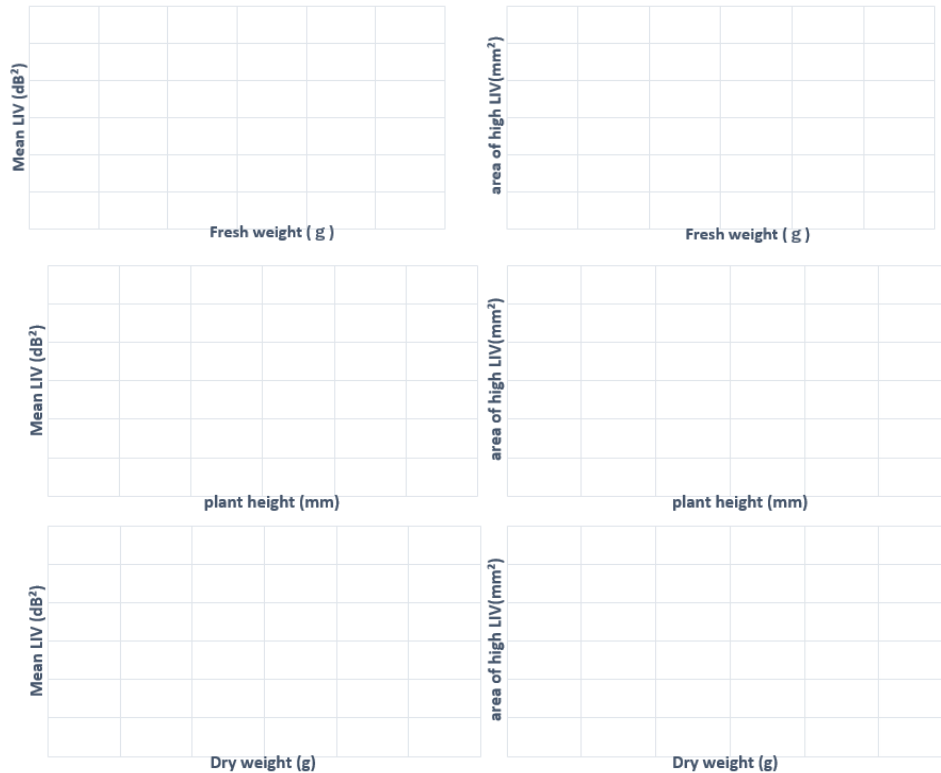 Mean LIV (dB²)
Fresh weight ( g )
area of high LIV(mm²)
Fresh weight ( g )
Mean LIV (dB²)
plant height (mm)
area of high LIV(mm²)
plant height (mm)
Mean LIV (dB²)
Dry weight (g)
area of high LIV(mm²)
Dry weight (g)